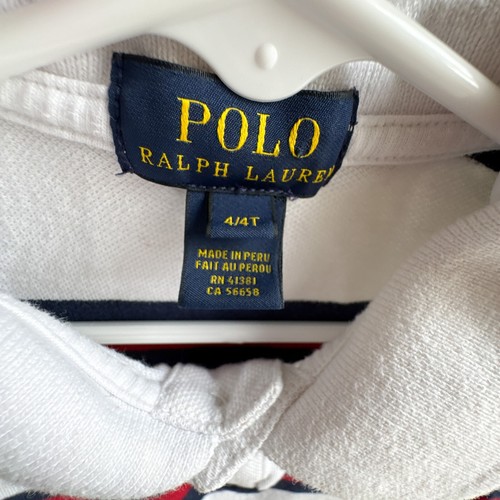 POLO
RALPH LAUREN
4/4T
MADE IN PERU
FAIT AU PEROU
RN 41381
CA 56658